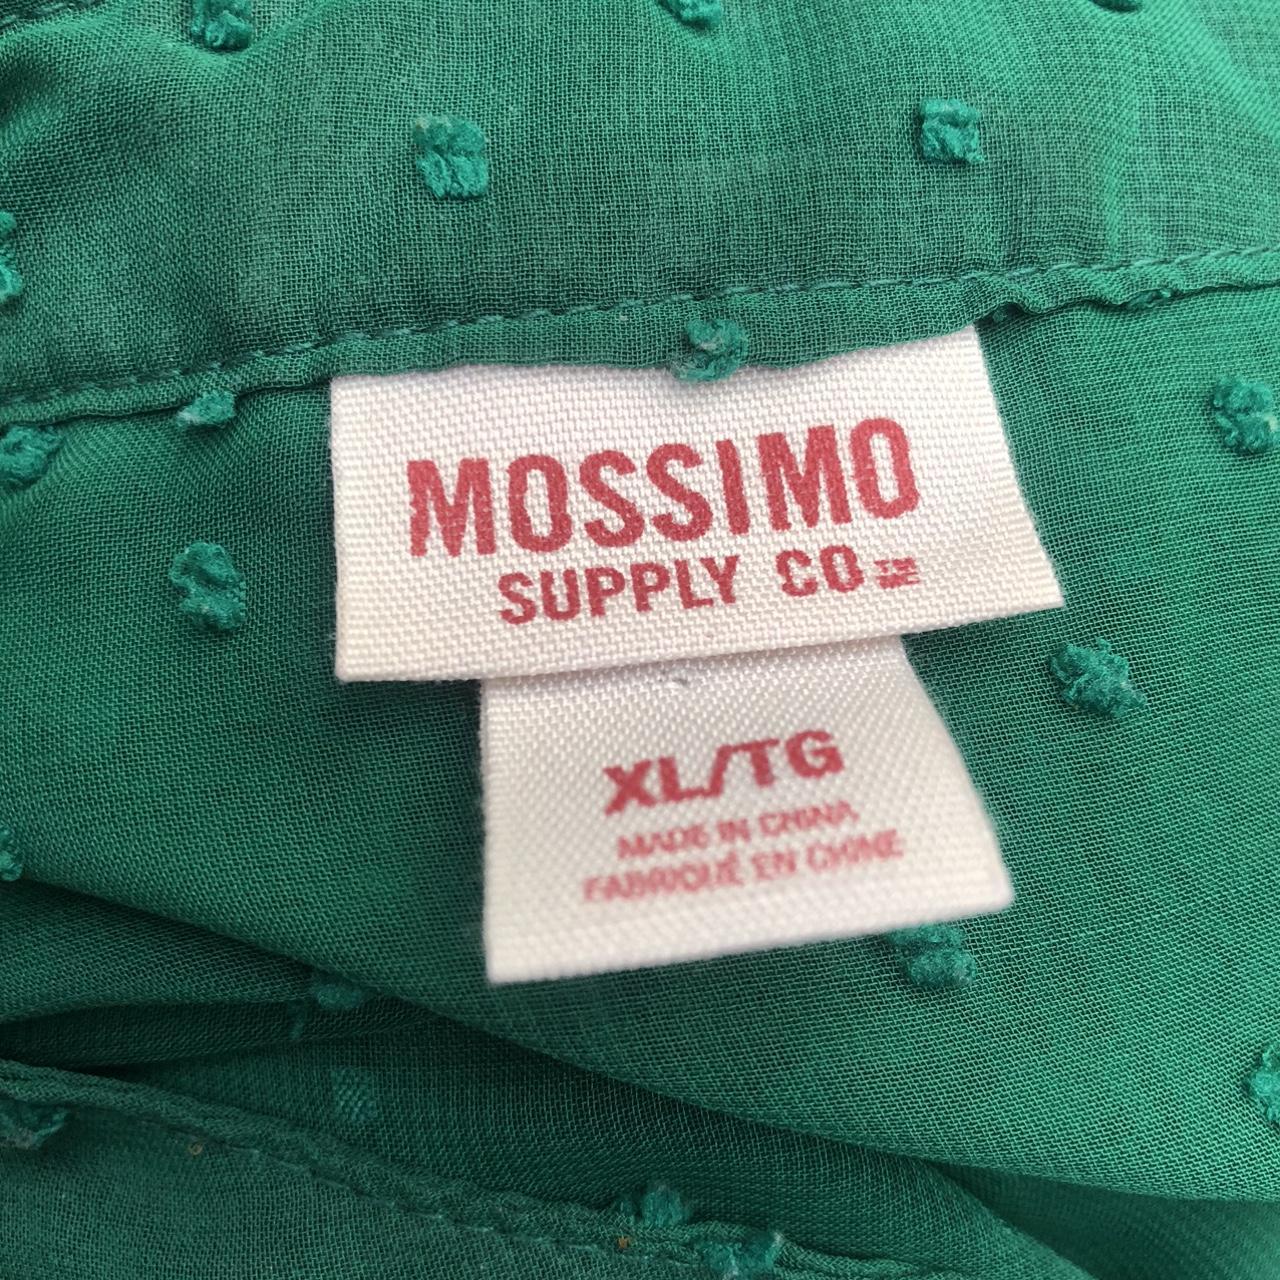 MOSSIMO
SUPPLY CO
XL/TG
MADE IN CHINA
FABRIQUÉ EN CHINE